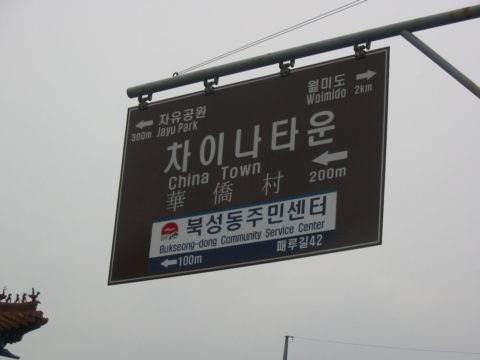 자유공원
300m Jayu Park
월미도
Wolmido 2km
차이나타운
China Town
200m
華僑村
북성동주민센터
Bukseong-dong Community Service Center
100m
매루길42